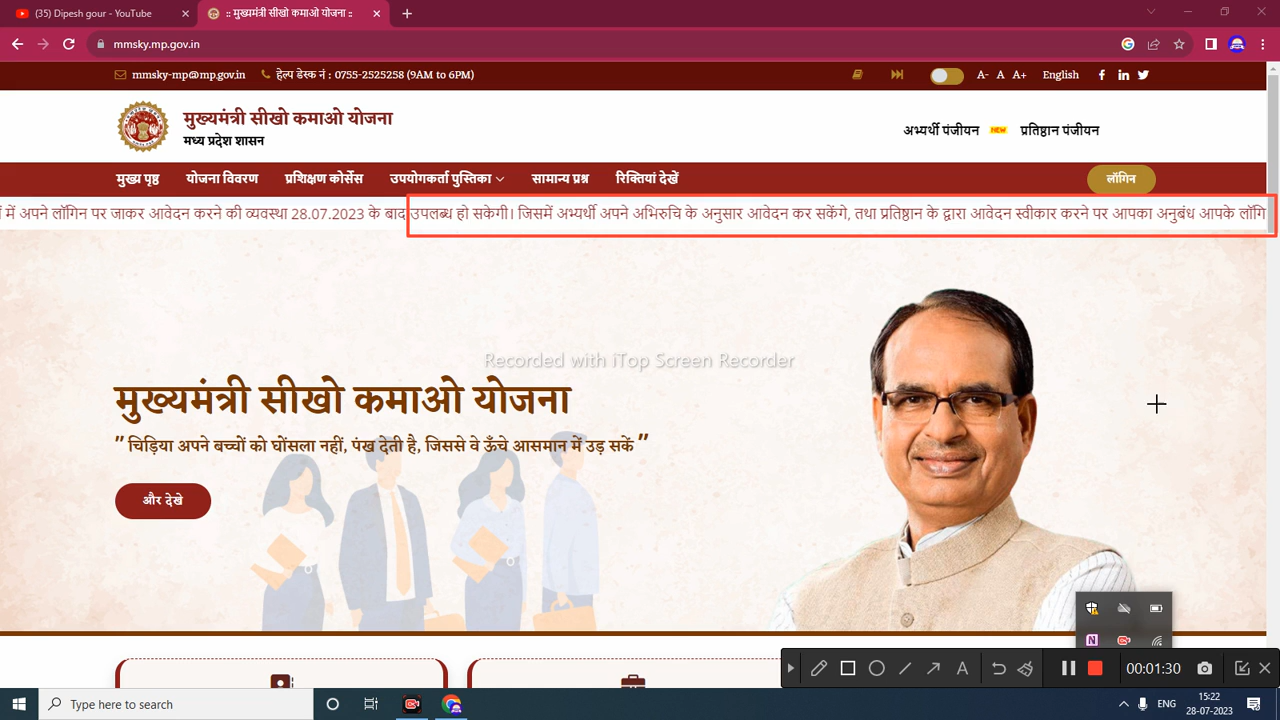 (35) Dipesh gour - YouTube
:: मुख्यमंत्री सीखो कमाओ योजना ::
mmsky.mp.gov.in
mmsky-mp@mp.gov.in हेल्प डेस्क नं : 0755-2525258 (9AM to 6PM) A- A A+ English
मुख्यमंत्री सीखो कमाओ योजना
मध्य प्रदेश शासन
अभ्यर्थी पंजीयन NEW प्रतिष्ठान पंजीयन
मुख्य पृष्ठ योजना विवरण प्रशिक्षण कोर्सेस उपयोगकर्ता पुस्तिका सामान्य प्रश्न रिक्तियां देखें लॉगिन
में अपने लॉगिन पर जाकर आवेदन करने की व्यवस्था 28.07.2023 के बाद उपलब्ध हो सकेगी। जिसमें अभ्यर्थी अपने अभिरुचि के अनुसार आवेदन कर सकेंगे, तथा प्रतिष्ठान के द्वारा आवेदन स्वीकार करने पर आपका अनुबंध आपके लॉगि
Recorded with iTop Screen Recorder
मुख्यमंत्री सीखो कमाओ योजना
" चिड़िया अपने बच्चों को घोंसला नहीं, पंख देती है, जिससे वे ऊँचे आसमान में उड़ सकें "
और देखे
00:01:30
Type here to search
ENG
15:22
28-07-2023